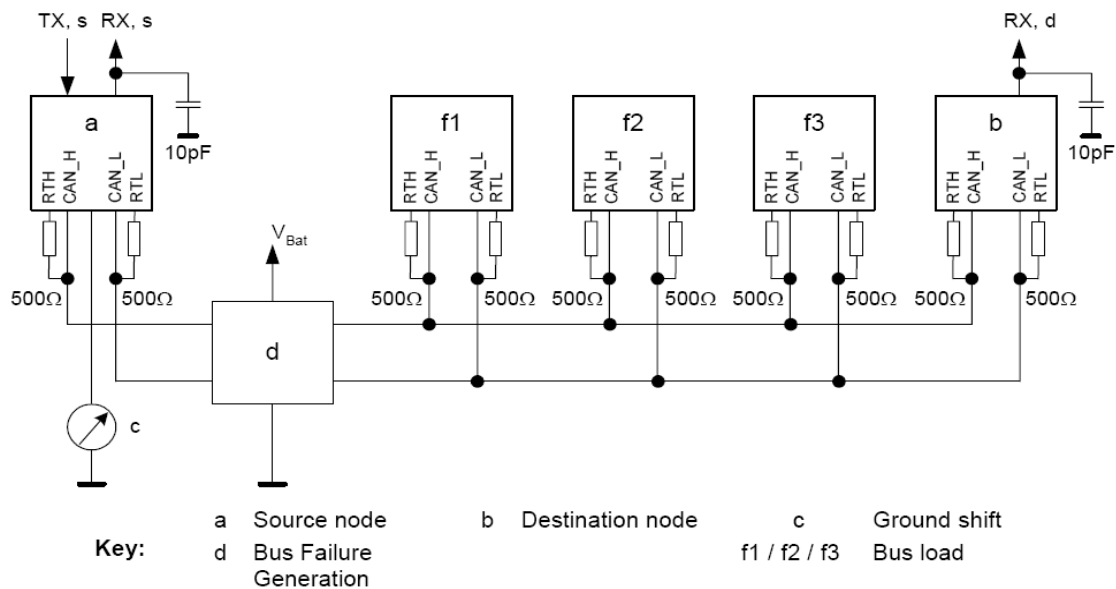 TX, s RX, s RX, d
a f1 f2 f3 b
10pF 10pF
RTH CAN_H CAN_L RTL RTH CAN_H CAN_L RTL RTH CAN_H CAN_L RTL RTH CAN_H CAN_L RTL RTH CAN_H CAN_L RTL
VBat
500Ω 500Ω 500Ω 500Ω 500Ω 500Ω 500Ω 500Ω 500Ω 500Ω
d
c
a Source node b Destination node c Ground shift
Key: d Bus Failure f1 / f2 / f3 Bus load
Generation